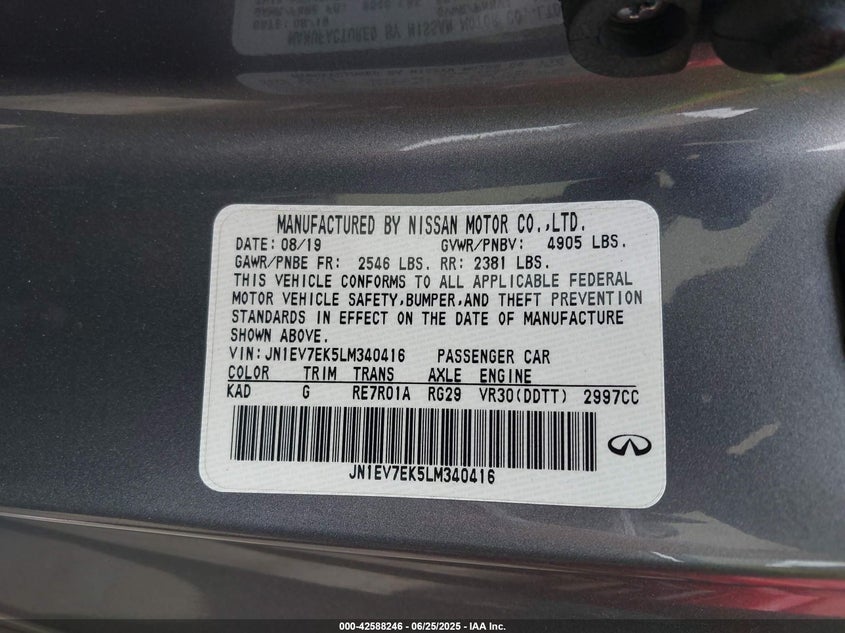 MANUFACTURED BY NISSAN MOTOR CO.,LTD.
DATE: 08/19 GVWR/PNBV: 4905 LBS.
GAWR/PNBE FR: 2546 LBS. RR: 2381 LBS.
THIS VEHICLE CONFORMS TO ALL APPLICABLE FEDERAL
MOTOR VEHICLE SAFETY,BUMPER,AND THEFT PREVENTION
STANDARDS IN EFFECT ON THE DATE OF MANUFACTURE
SHOWN ABOVE.
VIN: JN1EV7EK5LM340416 PASSENGER CAR
COLOR TRIM TRANS AXLE ENGINE
KAD G RE7R01A RG29 VR30(DDTT) 2997CC
JN1EV7EK5LM340416
000-42588246 - 06/25/2025 - IAA Inc.